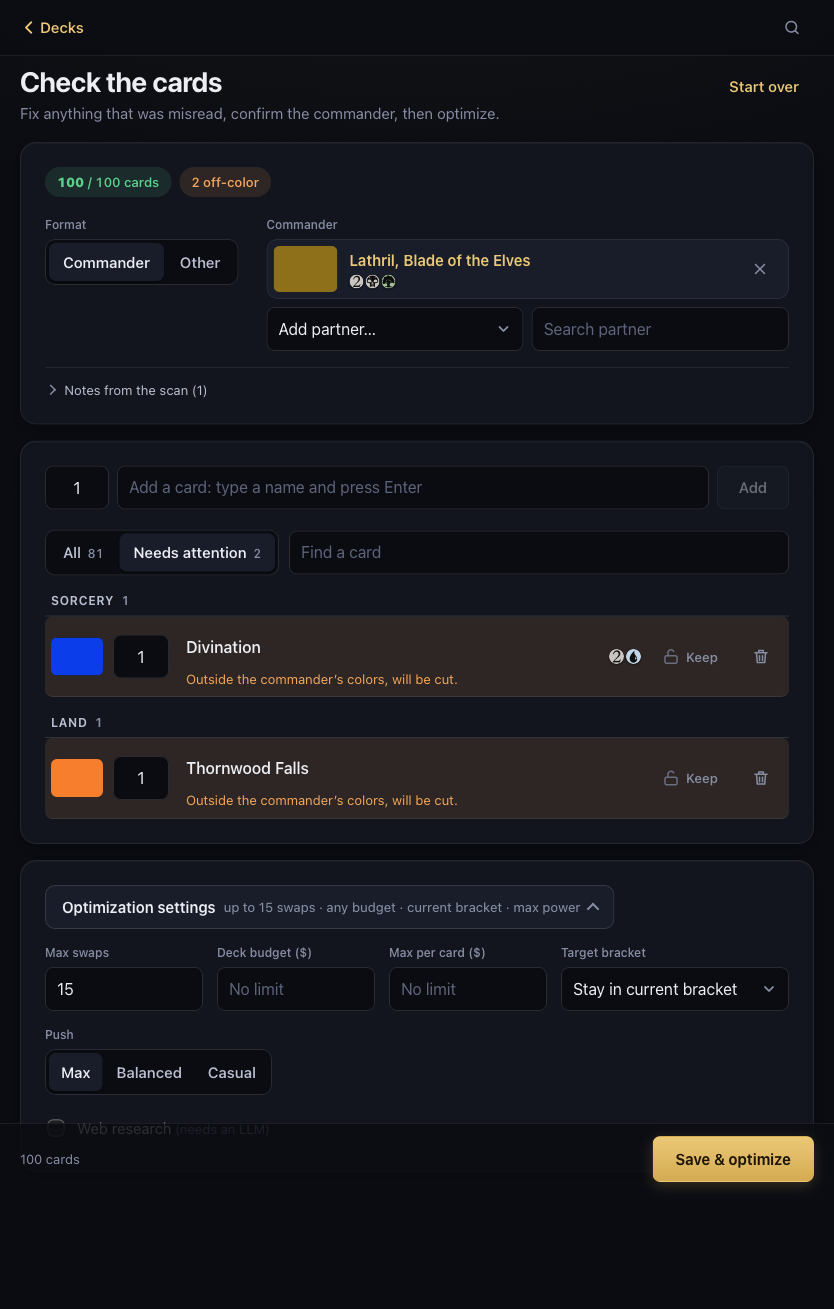 Decks
Check the cards
Start over
Fix anything that was misread, confirm the commander, then optimize.
100 / 100 cards
2 off-color
Format
Commander
Commander Other
Lathril, Blade of the Elves
2
Add partner...
Search partner
Notes from the scan (1)
1
Add a card: type a name and press Enter
Add
All 81
Needs attention 2
Find a card
SORCERY 1
1
Divination
2
Keep
Outside the commander's colors, will be cut.
LAND 1
1
Thornwood Falls
Keep
Outside the commander's colors, will be cut.
Optimization settings up to 15 swaps · any budget · current bracket · max power
Max swaps
Deck budget ($)
Max per card ($)
Target bracket
15
No limit
No limit
Stay in current bracket
Push
Max Balanced Casual
Web research (needs an LLM)
100 cards
Save & optimize